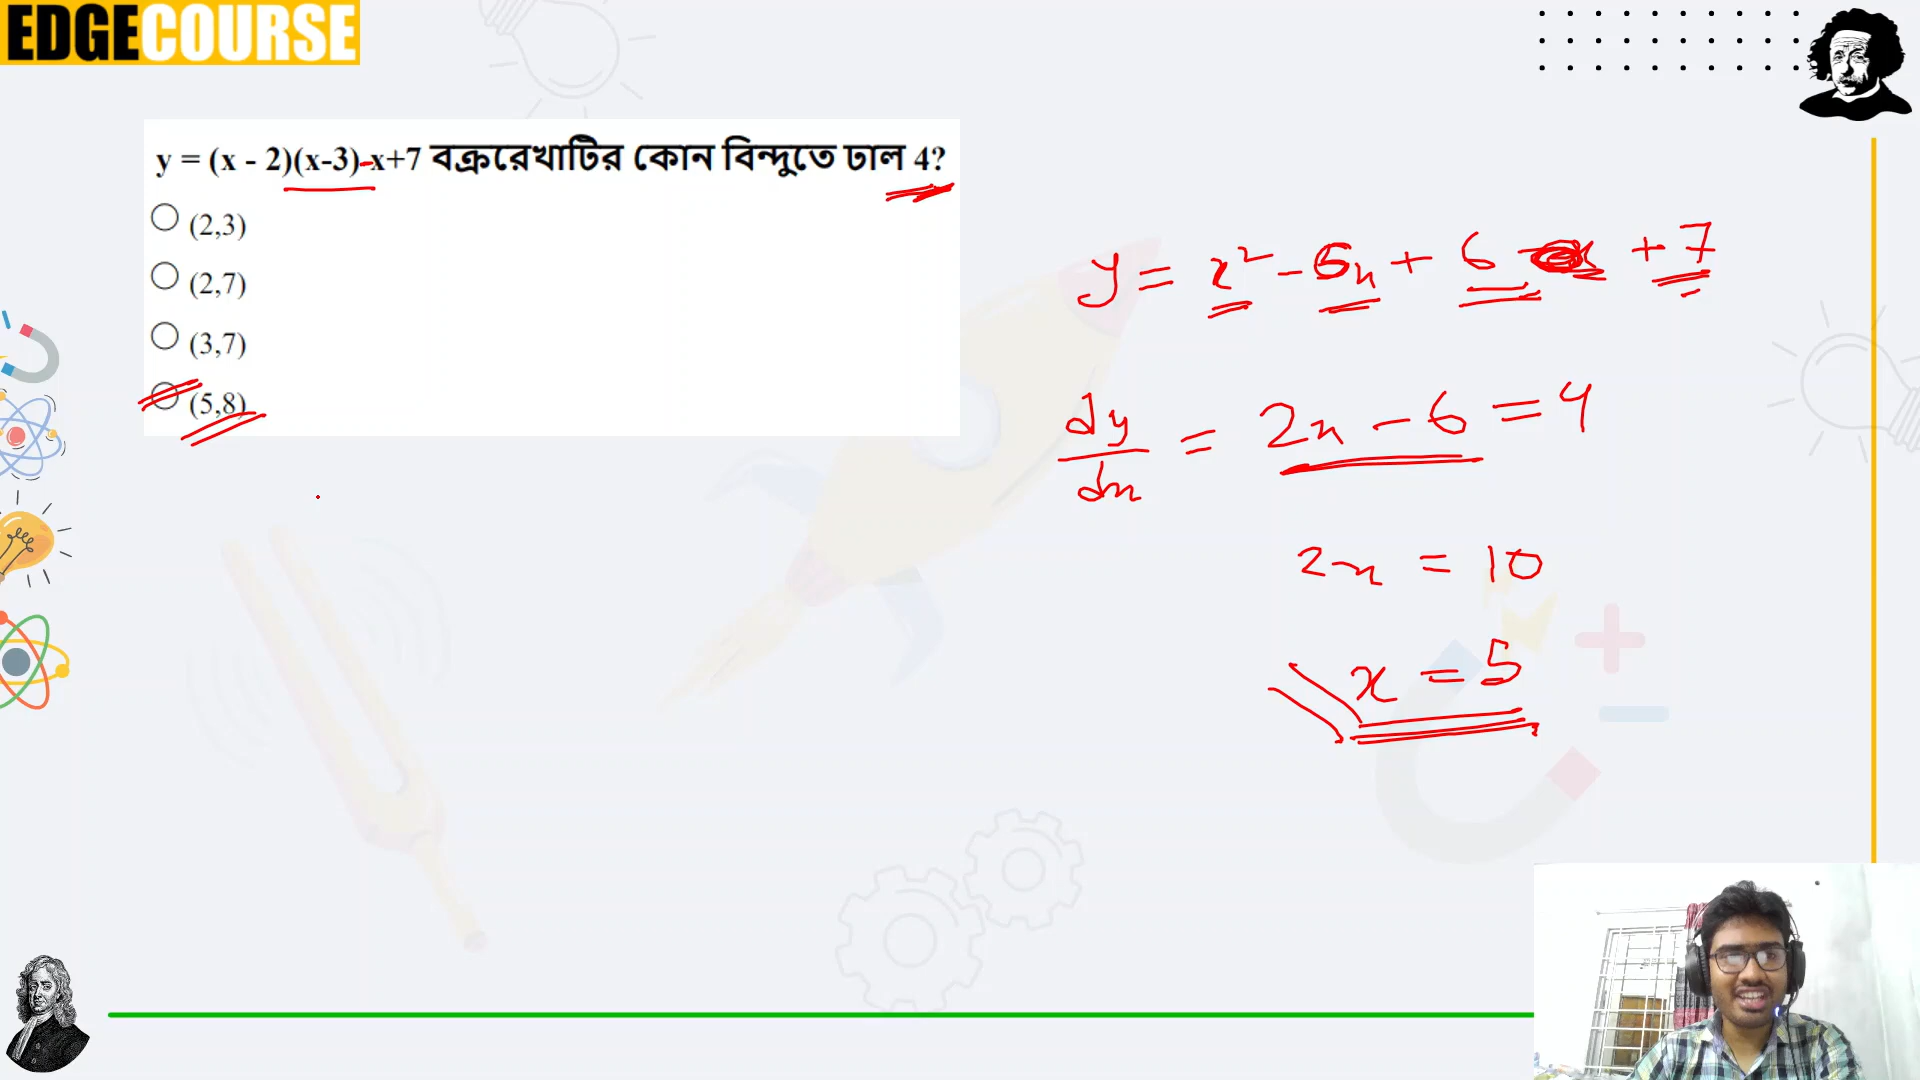 EDGECOURSE
y = (x - 2)(x-3)-x+7 বক্ররেখাটির কোন বিন্দুতে ঢাল 4?
(2,3)
(2,7)
(3,7)
(5,8)
y = x² - 6x + 6 + 7
dy/dx = 2x - 6 = 4
2x = 10
x = 5